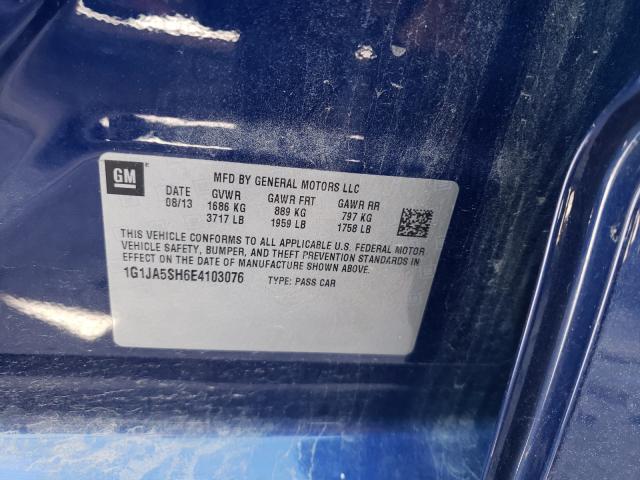 GM
MFD BY GENERAL MOTORS LLC
DATE GVWR GAWR FRT GAWR RR
08/13 1686 KG 889 KG 797 KG
3717 LB 1959 LB 1758 LB
THIS VEHICLE CONFORMS TO ALL APPLICABLE U.S. FEDERAL MOTOR
VEHICLE SAFETY, BUMPER, AND THEFT PREVENTION STANDARDS
IN EFFECT ON THE DATE OF MANUFACTURE SHOWN ABOVE.
1G1JA5SH6E4103076 TYPE: PASS CAR